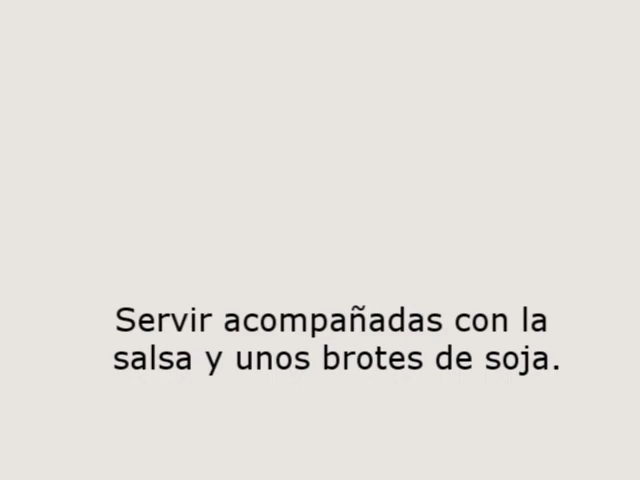 Servir acompañadas con la
salsa y unos brotes de soja.